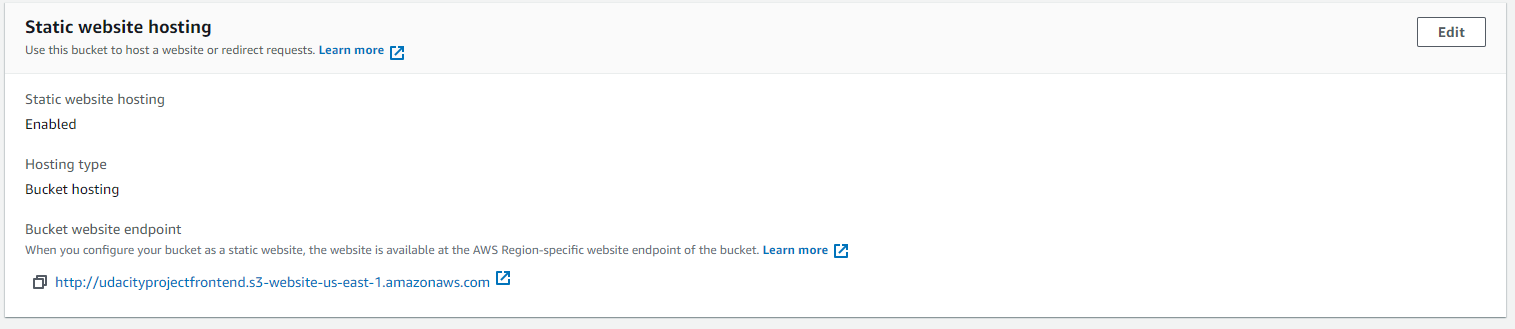 Static website hosting
Edit
Use this bucket to host a website or redirect requests. Learn more
Static website hosting
Enabled
Hosting type
Bucket hosting
Bucket website endpoint
When you configure your bucket as a static website, the website is available at the AWS Region-specific website endpoint of the bucket. Learn more
http://udacityprojectfrontend.s3-website-us-east-1.amazonaws.com